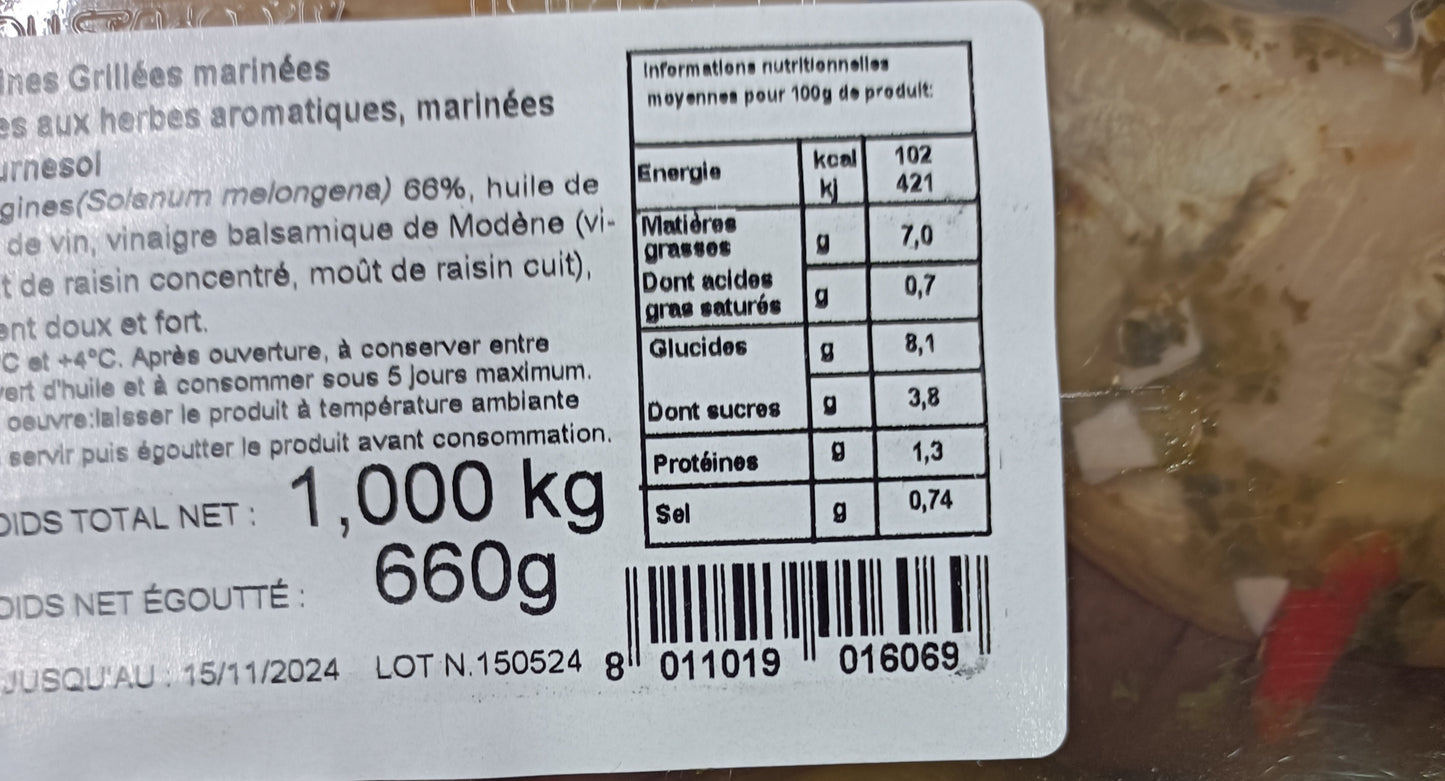 Grillées marinées
aux herbes aromatiques, marinées
(Solanum melongena) 66%, huile de
de vin, vinaigre balsamique de Modène (vi-
t de raisin concentré, moût de raisin cuit),
ent doux et fort.
C et +4°C. Après ouverture, à conserver entre
d'huile et à consommer sous 5 jours maximum.
oeuvre:laisser le produit à température ambiante
servir puis égoutter le produit avant consommation.
OIDS TOTAL NET : 1,000 kg
OIDS NET ÉGOUTTÉ : 660g
JUSQU'AU : 15/11/2024 LOT N.150524
Informations nutritionnelles
moyennes pour 100g de produit:
Energie kcal 102
kj 421
Matières
grasses g 7,0
Dont acides
gras saturés g 0,7
Glucides g 8,1
Dont sucres g 3,8
Protéines g 1,3
Sel g 0,74
8 011019 016069